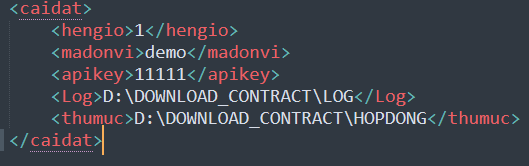 <caidat>
<hengio>1</hengio>
<madonvi>demo</madonvi>
<apikey>11111</apikey>
<Log>D:\DOWNLOAD_CONTRACT\LOG</Log>
<thumuc>D:\DOWNLOAD_CONTRACT\HOPDONG</thumuc>
</caidat>